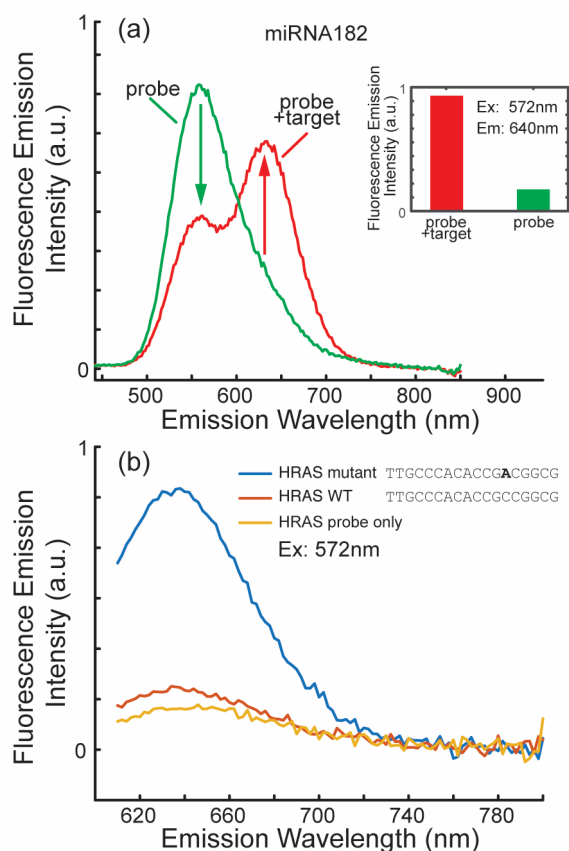 (a)
miRNA182
probe
probe
+target
1
0
Fluorescence Emission
Intensity (a.u.)
500 600 700 800 900
Emission Wavelength (nm)
Ex: 572nm
Em: 640nm
1
0
Fluorescence Emission
Intensity (a.u.)
probe
+target
probe
(b)
HRAS mutant TTGCCCACACCGACGGCG
HRAS WT TTGCCCACACCGCCGGCG
HRAS probe only
Ex: 572nm
1
0
Fluorescence Emission
Intensity (a.u.)
620 660 700 740 780
Emission Wavelength (nm)